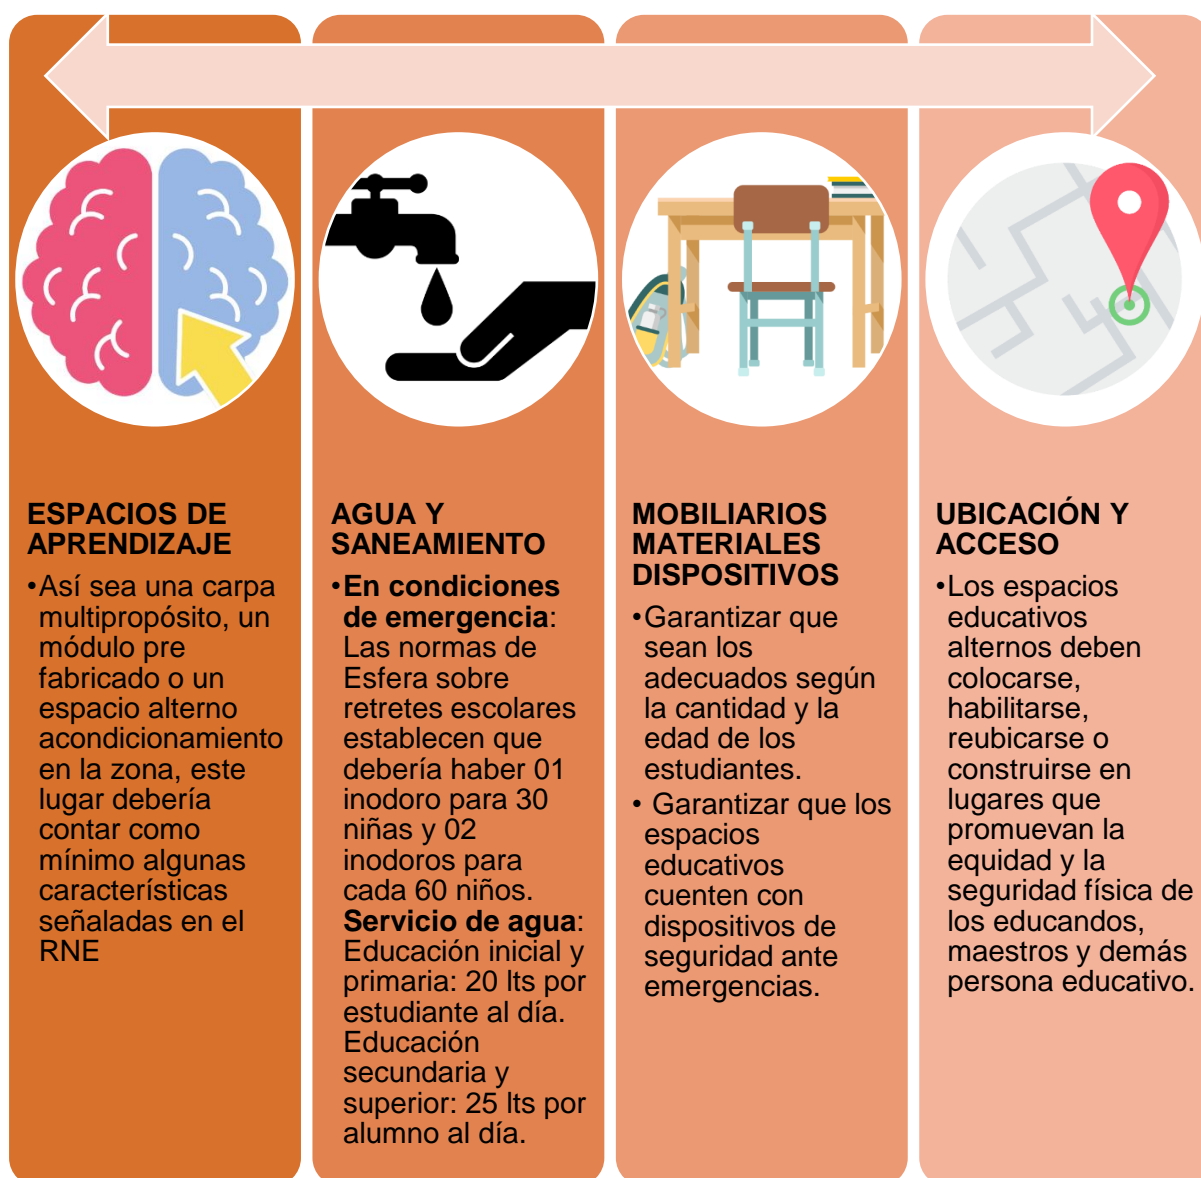 ESPACIOS DE
APRENDIZAJE
•Así sea una carpa
multipropósito, un
módulo pre
fabricado o un
espacio alterno
acondicionamiento
en la zona, este
lugar debería
contar como
mínimo algunas
características
señaladas en el
RNE
AGUA Y
SANEAMIENTO
•En condiciones
de emergencia:
Las normas de
Esfera sobre
retretes escolares
establecen que
debería haber 01
inodoro para 30
niñas y 02
inodoros para
cada 60 niños.
Servicio de agua:
Educación inicial y
primaria: 20 lts por
estudiante al día.
Educación
secundaria y
superior: 25 lts por
alumno al día.
MOBILIARIOS
MATERIALES
DISPOSITIVOS
•Garantizar que
sean los
adecuados según
la cantidad y la
edad de los
estudiantes.
• Garantizar que los
espacios
educativos
cuenten con
dispositivos de
seguridad ante
emergencias.
UBICACIÓN Y
ACCESO
•Los espacios
educativos
alternos deben
colocarse,
habilitarse,
reubicarse o
construirse en
lugares que
promuevan la
equidad y la
seguridad física de
los educandos,
maestros y demás
persona educativo.